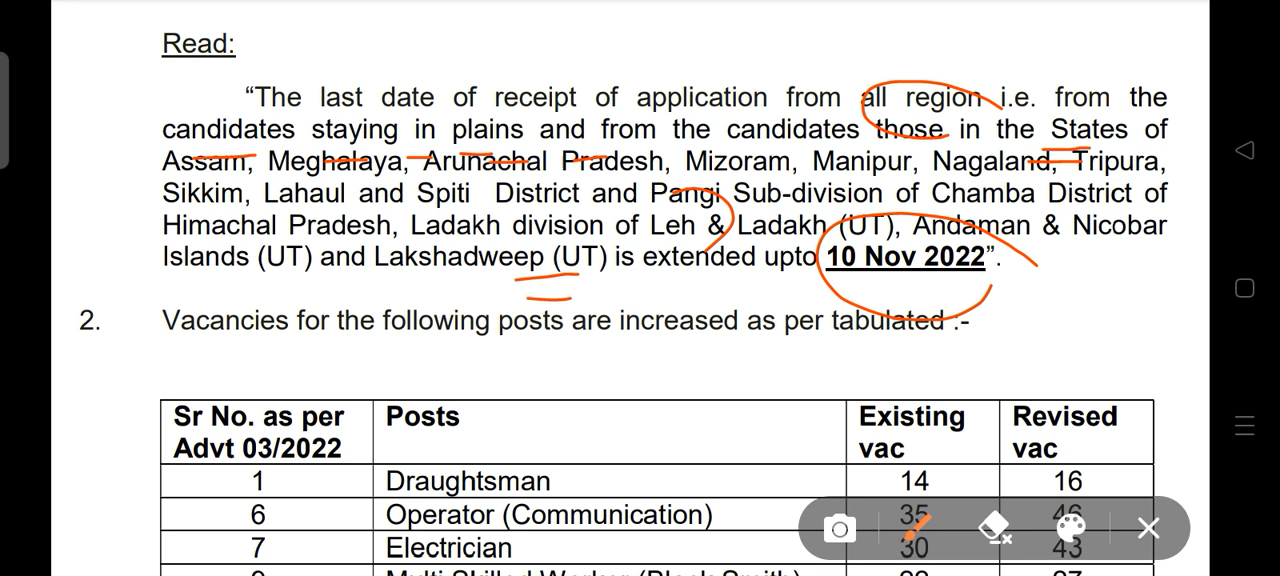 Read:
“The last date of receipt of application from all region i.e. from the
candidates staying in plains and from the candidates those in the States of
Assam, Meghalaya, Arunachal Pradesh, Mizoram, Manipur, Nagaland, Tripura,
Sikkim, Lahaul and Spiti District and Pangi Sub-division of Chamba District of
Himachal Pradesh, Ladakh division of Leh & Ladakh (UT), Andaman & Nicobar
Islands (UT) and Lakshadweep (UT) is extended upto 10 Nov 2022”.
2. Vacancies for the following posts are increased as per tabulated :-
Sr No. as per Posts Existing Revised
Advt 03/2022 vac vac
1 Draughtsman 14 16
6 Operator (Communication) 35 46
7 Electrician 30 43